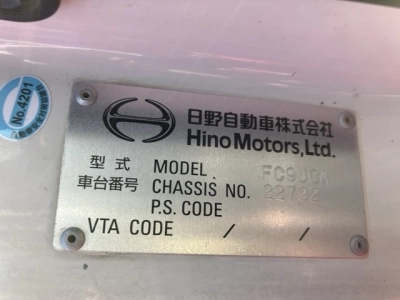 No.4201
日野自動車株式会社
Hino Motors, Ltd.
型式 MODEL.
車台番号 CHASSIS NO. 22792
P.S. CODE
VTA CODE / /